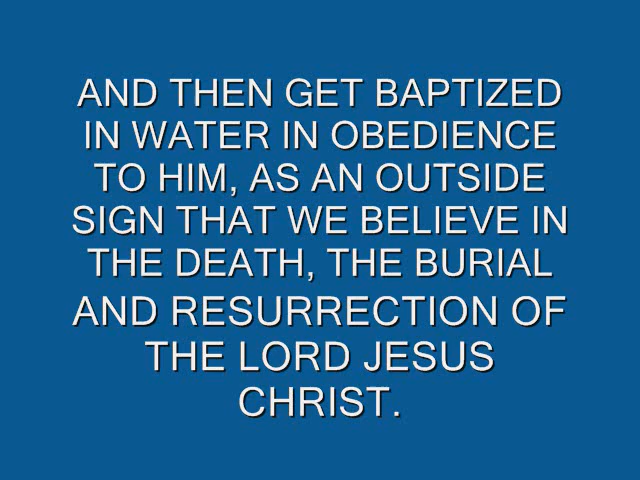 AND THEN GET BAPTIZED
IN WATER IN OBEDIENCE
TO HIM, AS AN OUTSIDE
SIGN THAT WE BELIEVE IN
THE DEATH, THE BURIAL
AND RESURRECTION OF
THE LORD JESUS
CHRIST.